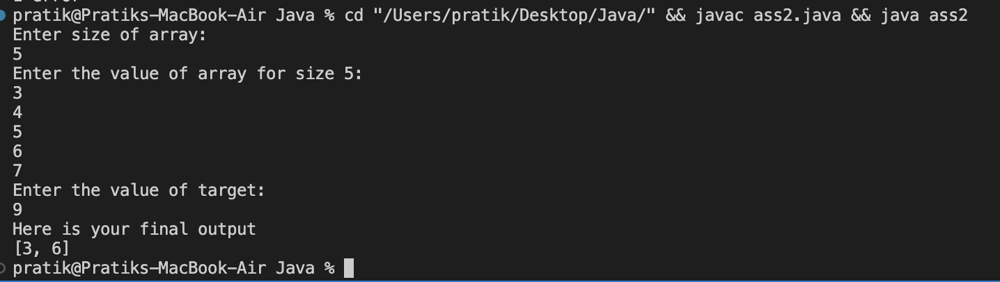 pratik@Pratiks-MacBook-Air Java % cd "/Users/pratik/Desktop/Java/" && javac ass2.java && java ass2
Enter size of array:
5
Enter the value of array for size 5:
3
4
5
6
7
Enter the value of target:
9
Here is your final output
[3, 6]
pratik@Pratiks-MacBook-Air Java %